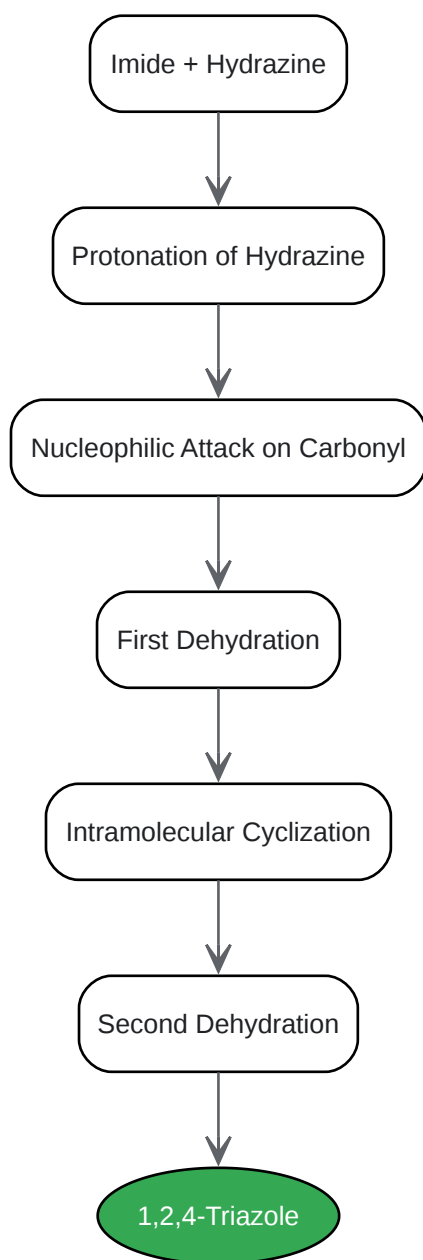 Imide + Hydrazine
Protonation of Hydrazine
Nucleophilic Attack on Carbonyl
First Dehydration
Intramolecular Cyclization
Second Dehydration
1,2,4-Triazole